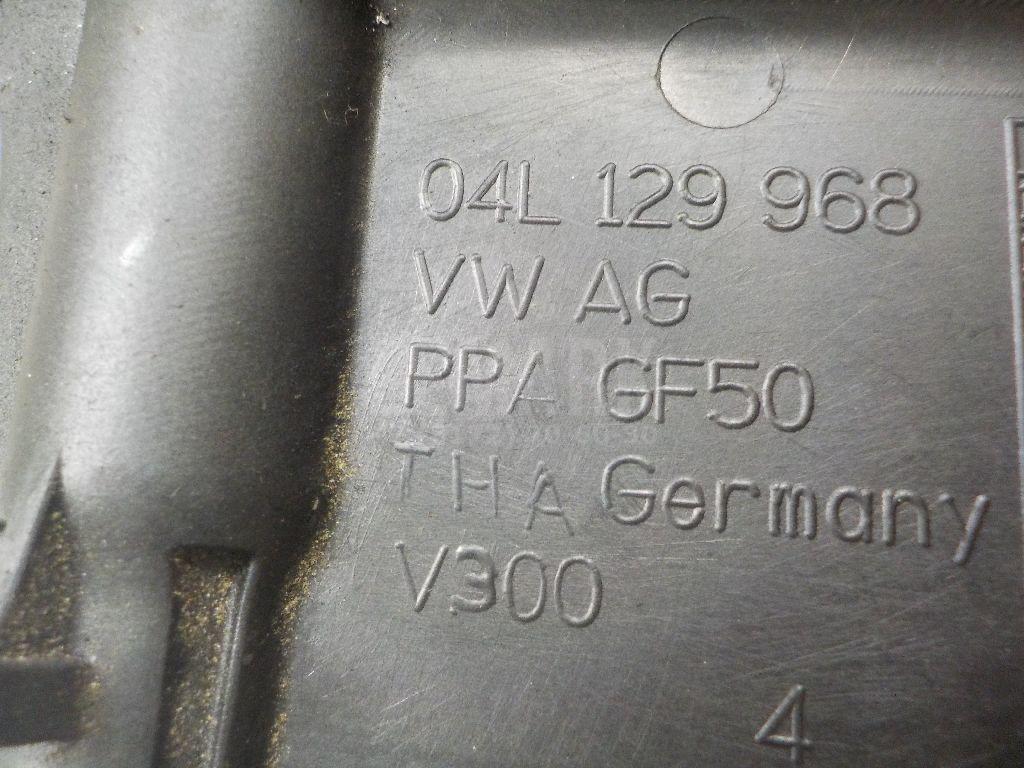 04L 129 968
VW AG
PPA GF50
THA Germany
V300
4